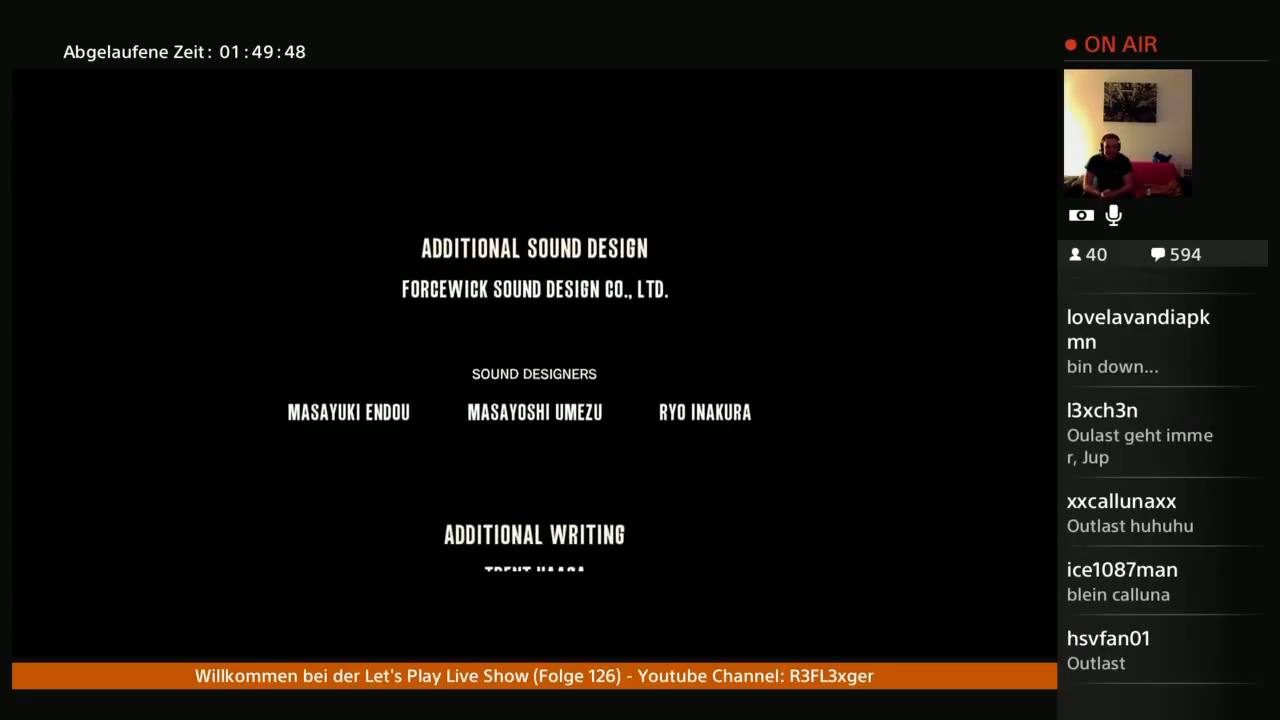 Abgelaufene Zeit: 01:49:48
ON AIR
ADDITIONAL SOUND DESIGN
FORCEWICK SOUND DESIGN CO., LTD.
SOUND DESIGNERS
MASAYUKI ENDOU MASAYOSHI UMEZU RYO INAKURA
ADDITIONAL WRITING
40 594
lovelavandiapk
mn
bin down...
l3xch3n
Oulast geht imme
r, Jup
xxcallunaxx
Outlast huhuhu
ice1087man
blein calluna
hsvfan01
Outlast
Willkommen bei der Let's Play Live Show (Folge 126) - Youtube Channel: R3FL3xger